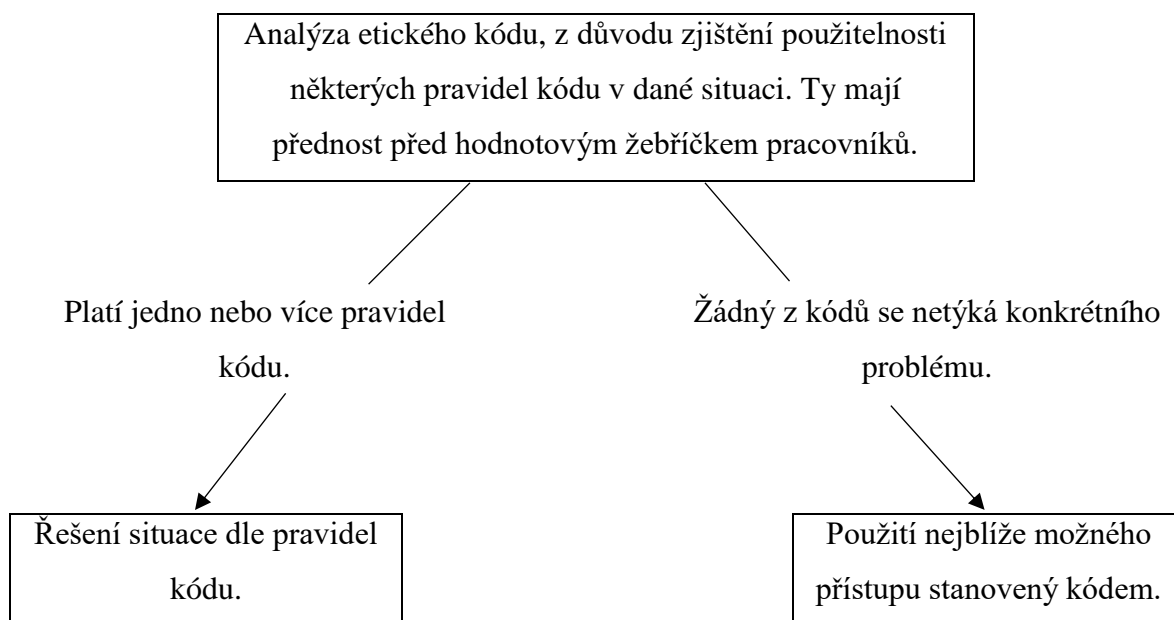 Analýza etického kódu, z důvodu zjištění použitelnosti
některých pravidel kódu v dané situaci. Ty mají
přednost před hodnotovým žebříčkem pracovníků.
Platí jedno nebo více pravidel
kódu.
Žádný z kódů se netýká konkrétního
problému.
Řešení situace dle pravidel
kódu.
Použití nejblíže možného
přístupu stanovený kódem.